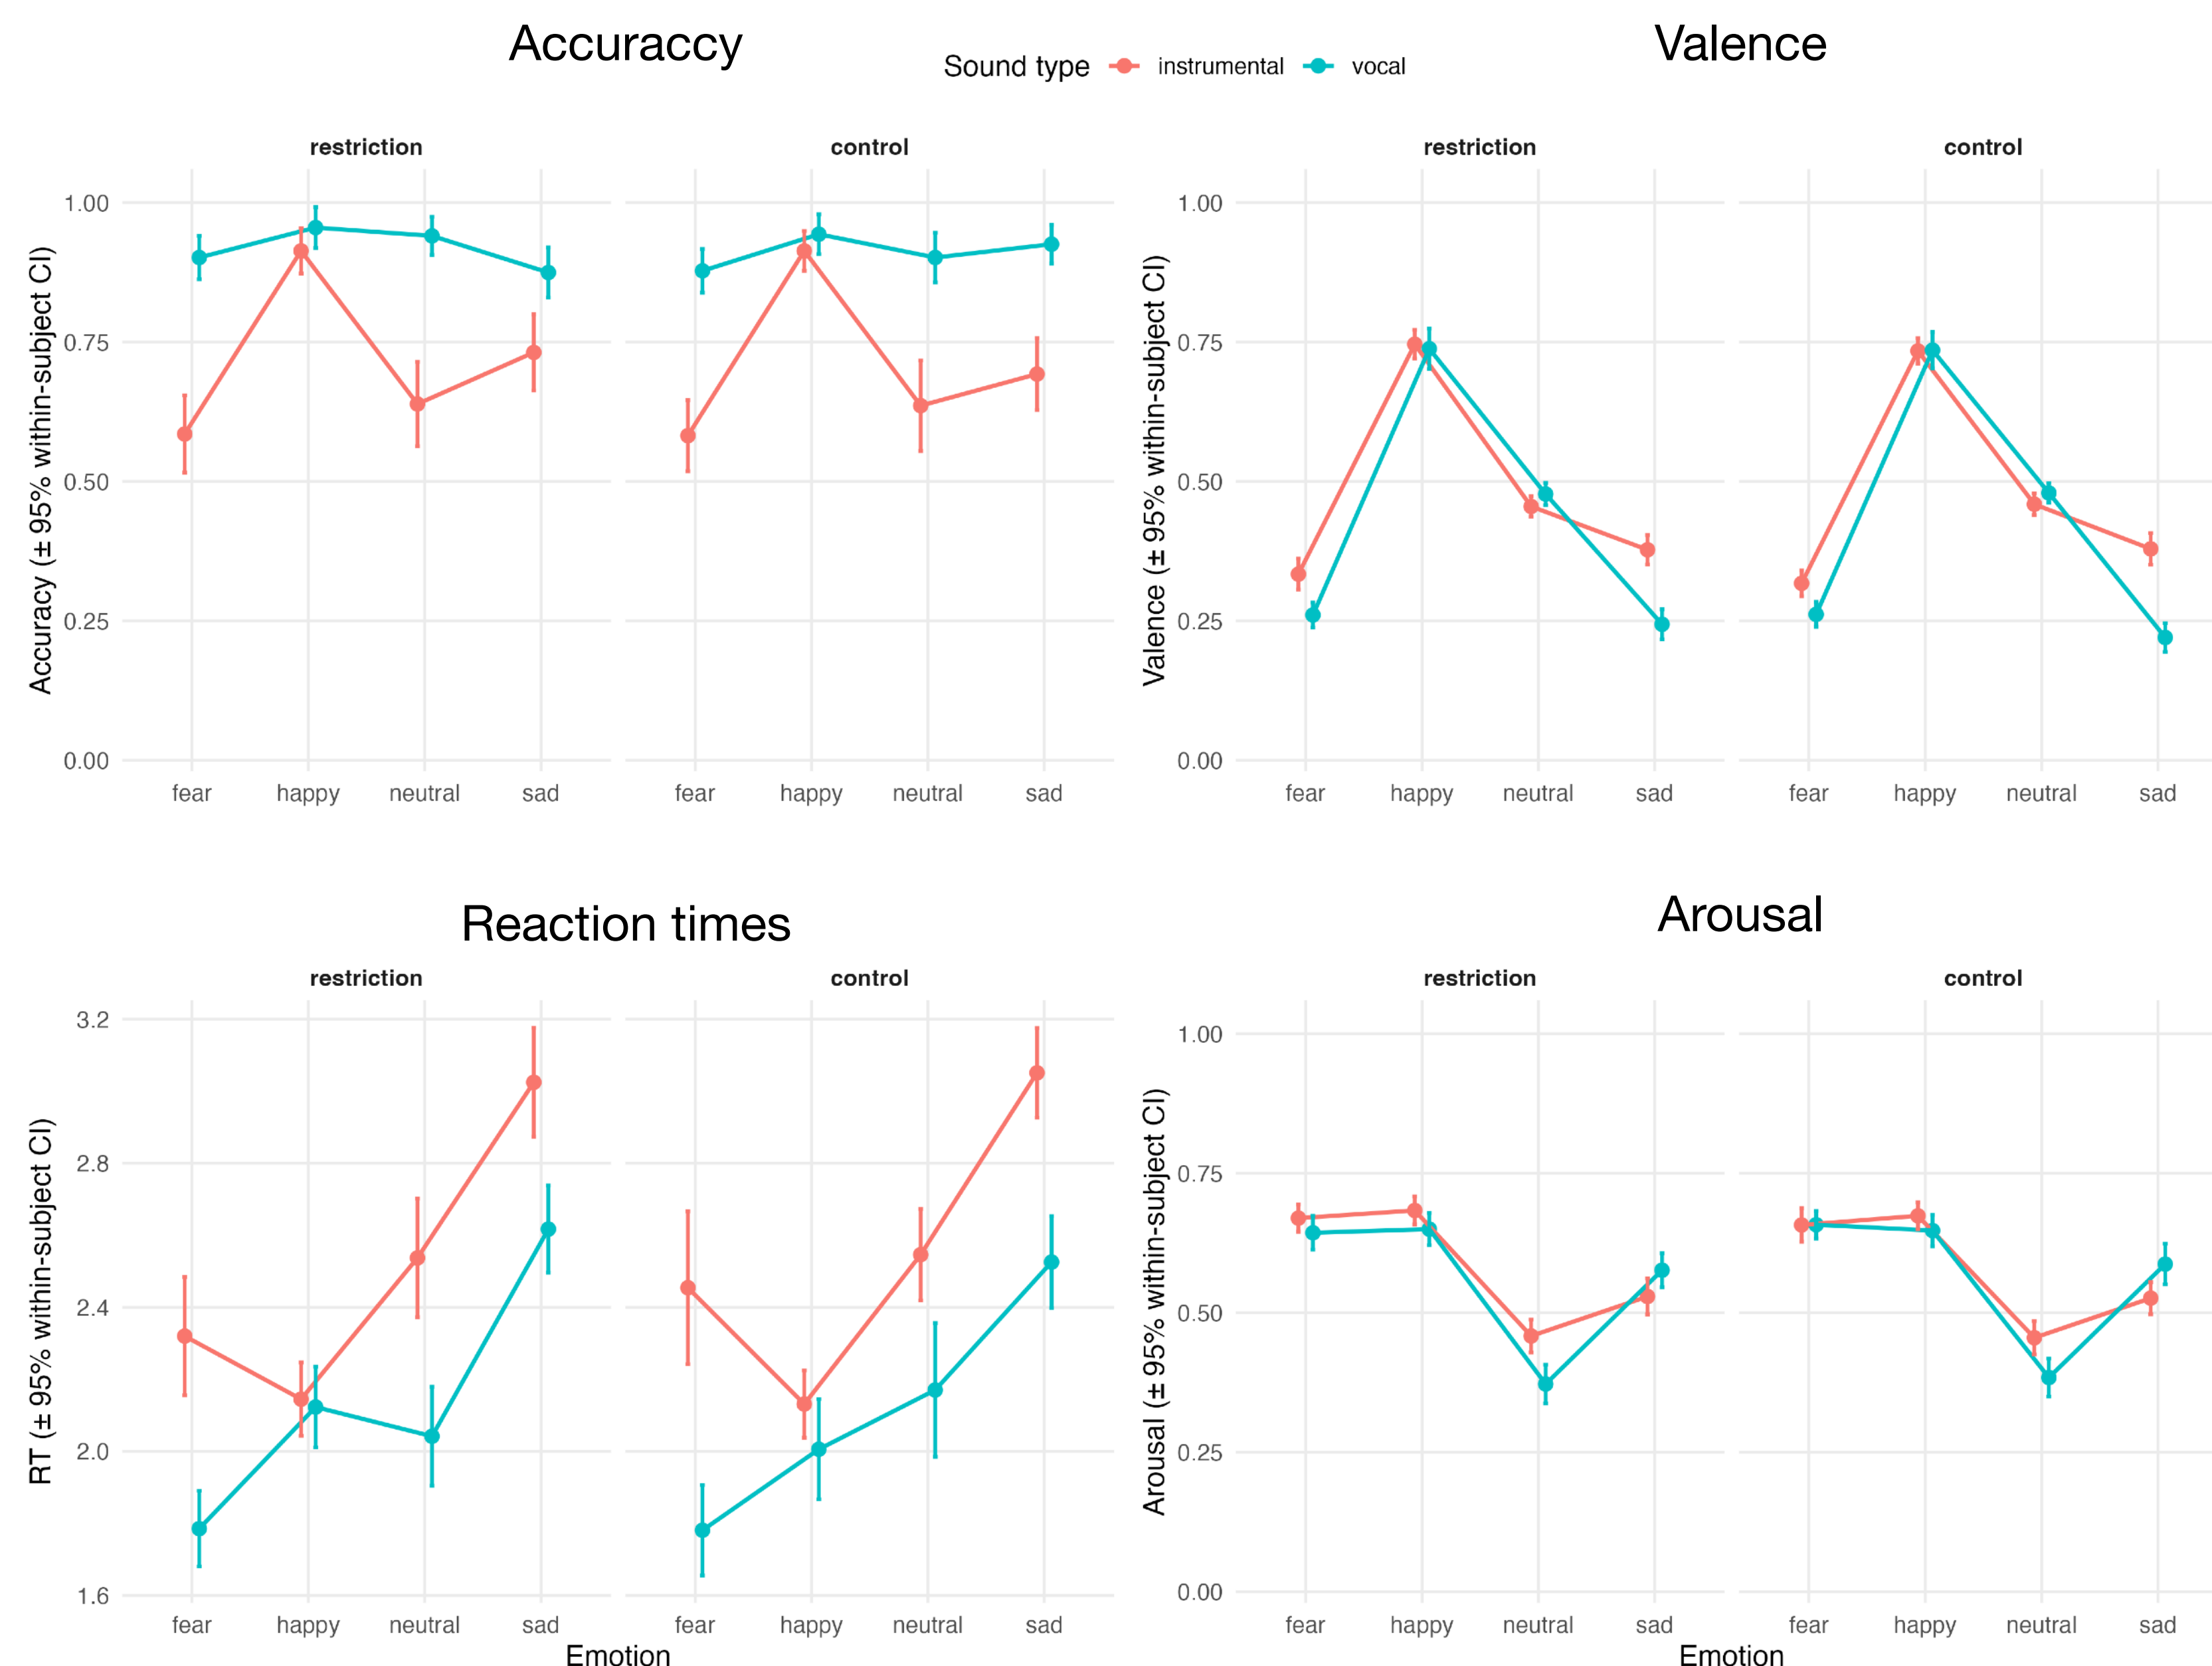 Accuraccy
Valence
Sound type instrumental vocal
restriction control
restriction control
Accuracy (± 95% within-subject CI)
1.00
0.75
0.50
0.25
0.00
fear happy neutral sad fear happy neutral sad
Valence (± 95% within-subject CI)
1.00
0.75
0.50
0.25
0.00
fear happy neutral sad fear happy neutral sad
Reaction times
Arousal
restriction control
restriction control
RT (± 95% within-subject CI)
3.2
2.8
2.4
2.0
1.6
fear happy neutral sad fear happy neutral sad
Emotion
Arousal (± 95% within-subject CI)
1.00
0.75
0.50
0.25
0.00
fear happy neutral sad fear happy neutral sad
Emotion